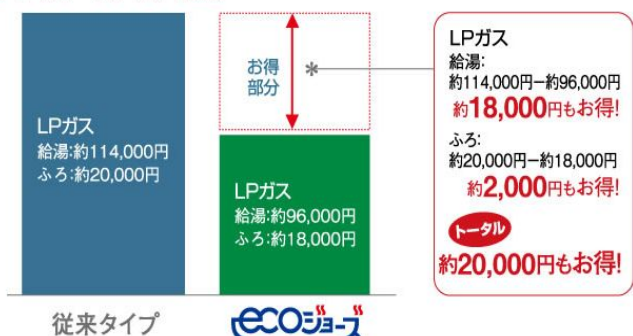 LPガス
給湯:約114,000円
ふろ:約20,000円
お得
部分
*
LPガス
給湯:約96,000円
ふろ:約18,000円
従来タイプ
ecoジョーズ
LPガス
給湯:
約114,000円−約96,000円
約18,000円もお得!
ふろ:
約20,000円−約18,000円
約2,000円もお得!
トータル
約20,000円もお得!